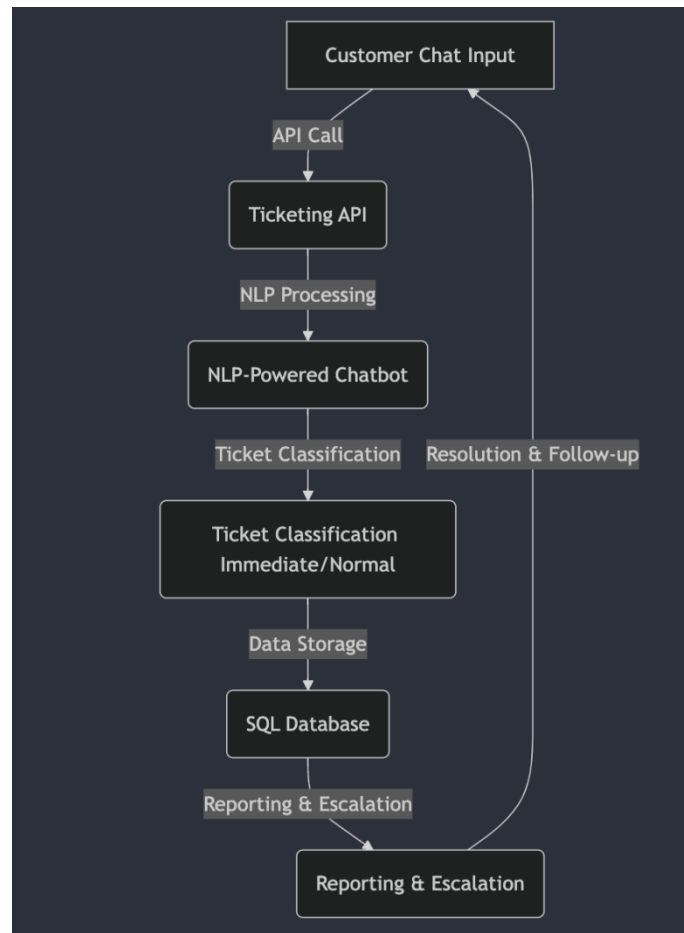 Customer Chat Input
API Call
Ticketing API
NLP Processing
NLP-Powered Chatbot
Ticket Classification
Resolution & Follow-up
Ticket Classification
Immediate/Normal
Data Storage
SQL Database
Reporting & Escalation
Reporting & Escalation